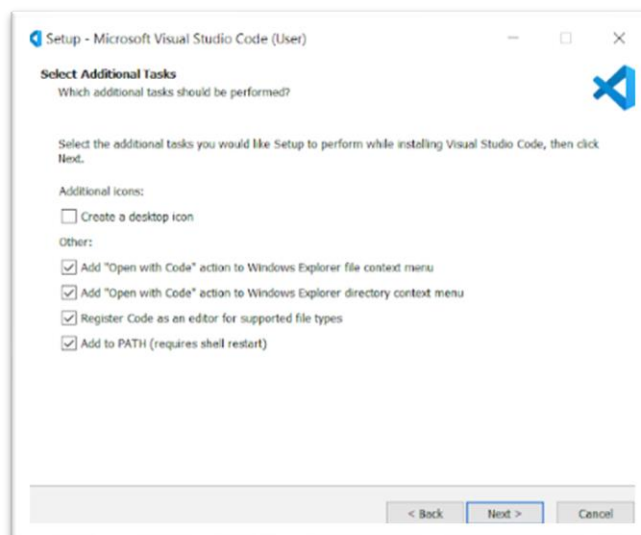 Setup - Microsoft Visual Studio Code (User)
Select Additional Tasks
Which additional tasks should be performed?
Select the additional tasks you would like Setup to perform while installing Visual Studio Code, then click
Next.
Additional icons:
Create a desktop icon
Other:
Add "Open with Code" action to Windows Explorer file context menu
Add "Open with Code" action to Windows Explorer directory context menu
Register Code as an editor for supported file types
Add to PATH (requires shell restart)
< Back Next > Cancel